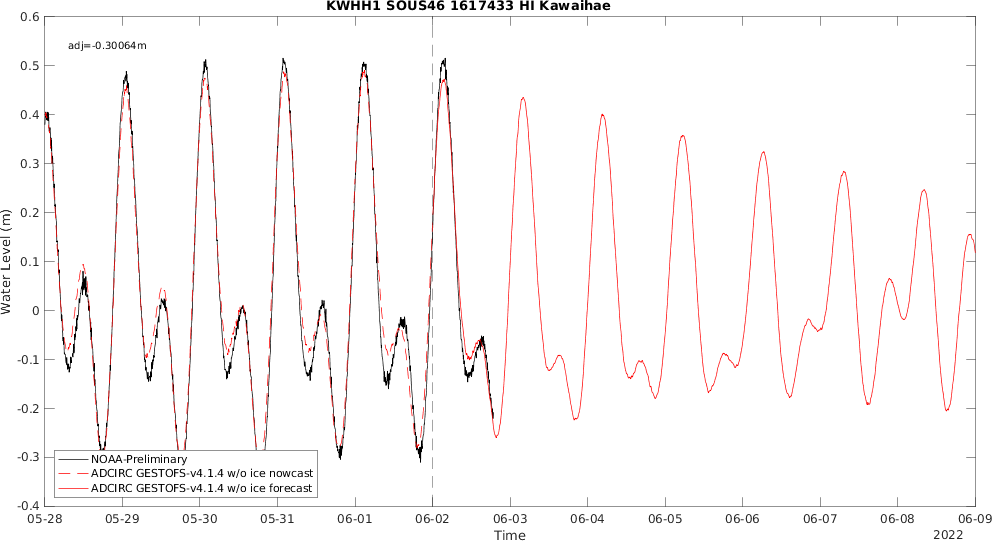 KWHH1 SOUS46 1617433 HI Kawaihae
adj=-0.30064m
Water Level (m)
0.6
0.5
0.4
0.3
0.2
0.1
0
-0.1
-0.2
-0.3
-0.4
NOAA-Preliminary
ADCIRC GESTOFS-v4.1.4 w/o ice nowcast
ADCIRC GESTOFS-v4.1.4 w/o ice forecast
05-28 05-29 05-30 05-31 06-01 06-02 06-03 06-04 06-05 06-06 06-07 06-08 06-09
Time
2022